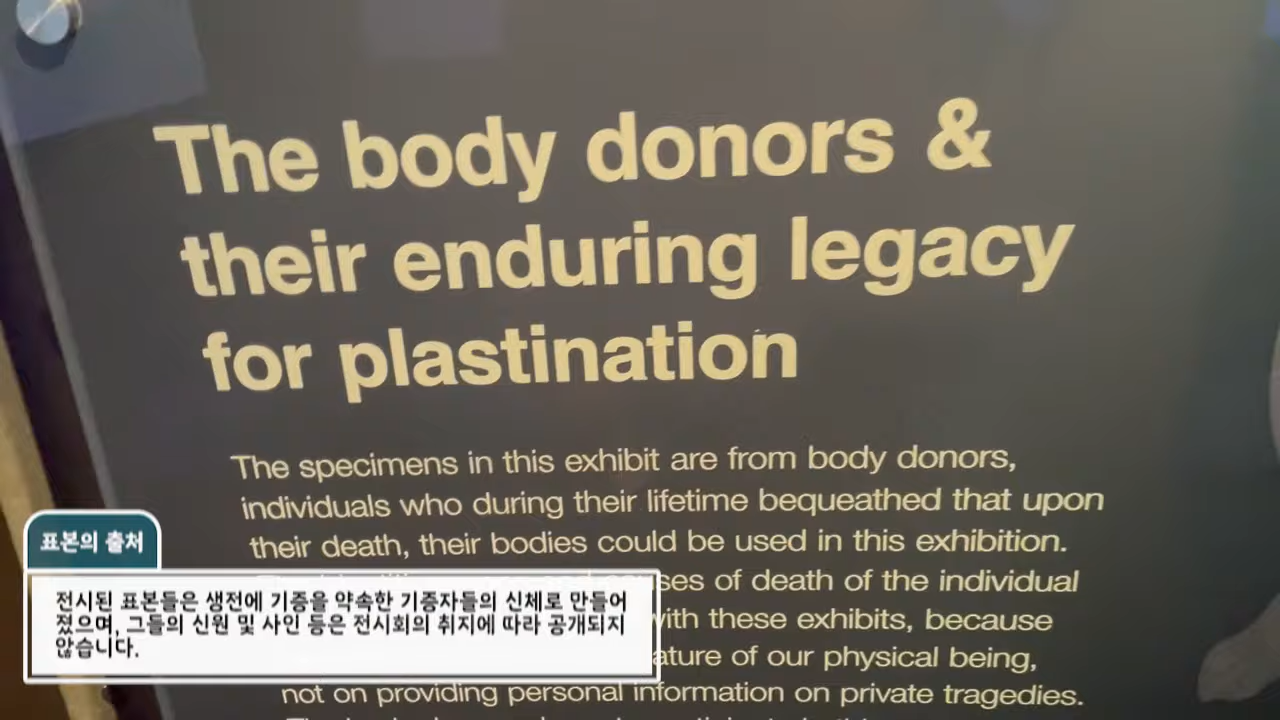 The body donors &
their enduring legacy
for plastination
The specimens in this exhibit are from body donors,
individuals who during their lifetime bequeathed that upon
their death, their bodies could be used in this exhibition.
of death of the individual
with these exhibits, because
of our physical being,
not on providing personal information on private tragedies.
표본의 출처
전시된 표본들은 생전에 기증을 약속한 기증자들의 신체로 만들어
졌으며, 그들의 신원 및 사인 등은 전시회의 취지에 따라 공개되지
않습니다.